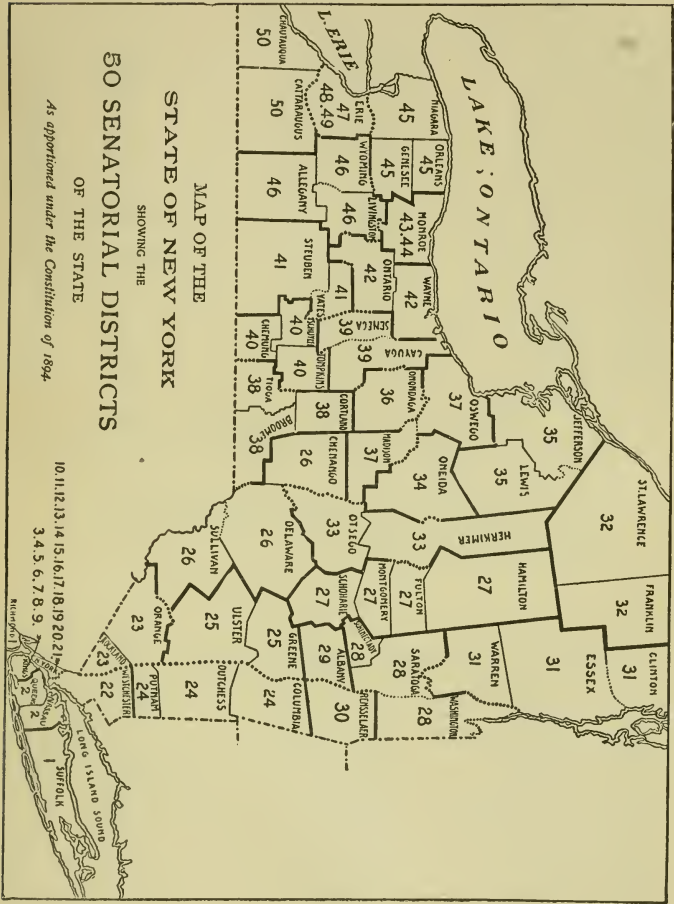 MAP OF THE
STATE OF NEW YORK
SHOWING THE
50 SENATORIAL DISTRICTS
OF THE STATE
As apportioned under the Constitution of 1894.
LAKE ONTARIO
L. ERIE
CHAUTAUQUA
50
CATTARAUGUS
50
ERIE
47
48.49
NIAGARA
45
ORLEANS
45
GENESEE
45
WYOMING
46
ALLEGANY
46
LIVINGSTON
46
MONROE
43.44
WAYNE
42
ONTARIO
42
YATES
41
STEUBEN
41
SENECA
39
CAYUGA
39
40
CHEMUNG
40
TOMPKINS
40
TIOGA
38
BROOME
38
CORTLAND
38
ONONDAGA
36
OSWEGO
37
MADISON
37
CHENANGO
26
JEFFERSON
35
LEWIS
35
ONEIDA
34
HERKIMER
33
OTSEGO
33
DELAWARE
26
SULLIVAN
26
ST. LAWRENCE
32
FRANKLIN
32
CLINTON
31
ESSEX
31
WARREN
31
HAMILTON
27
FULTON
27
MONTGOMERY
27
SCHOHARIE
27
SCHENECTADY
28
SARATOGA
28
WASHINGTON
28
ALBANY
29
RENSSELAER
30
GREENE
25
ULSTER
25
COLUMBIA
24
DUTCHESS
24
PUTNAM
24
ORANGE
23
ROCKLAND
23
WESTCHESTER
22
10.11.12.13.14 15.16.17.18.19 20.21.
3.4.5.6.7.8.9.
RICHMOND
N. YORK
KINGS
QUEENS
2
NASSAU
2
SUFFOLK
1
LONG ISLAND SOUND